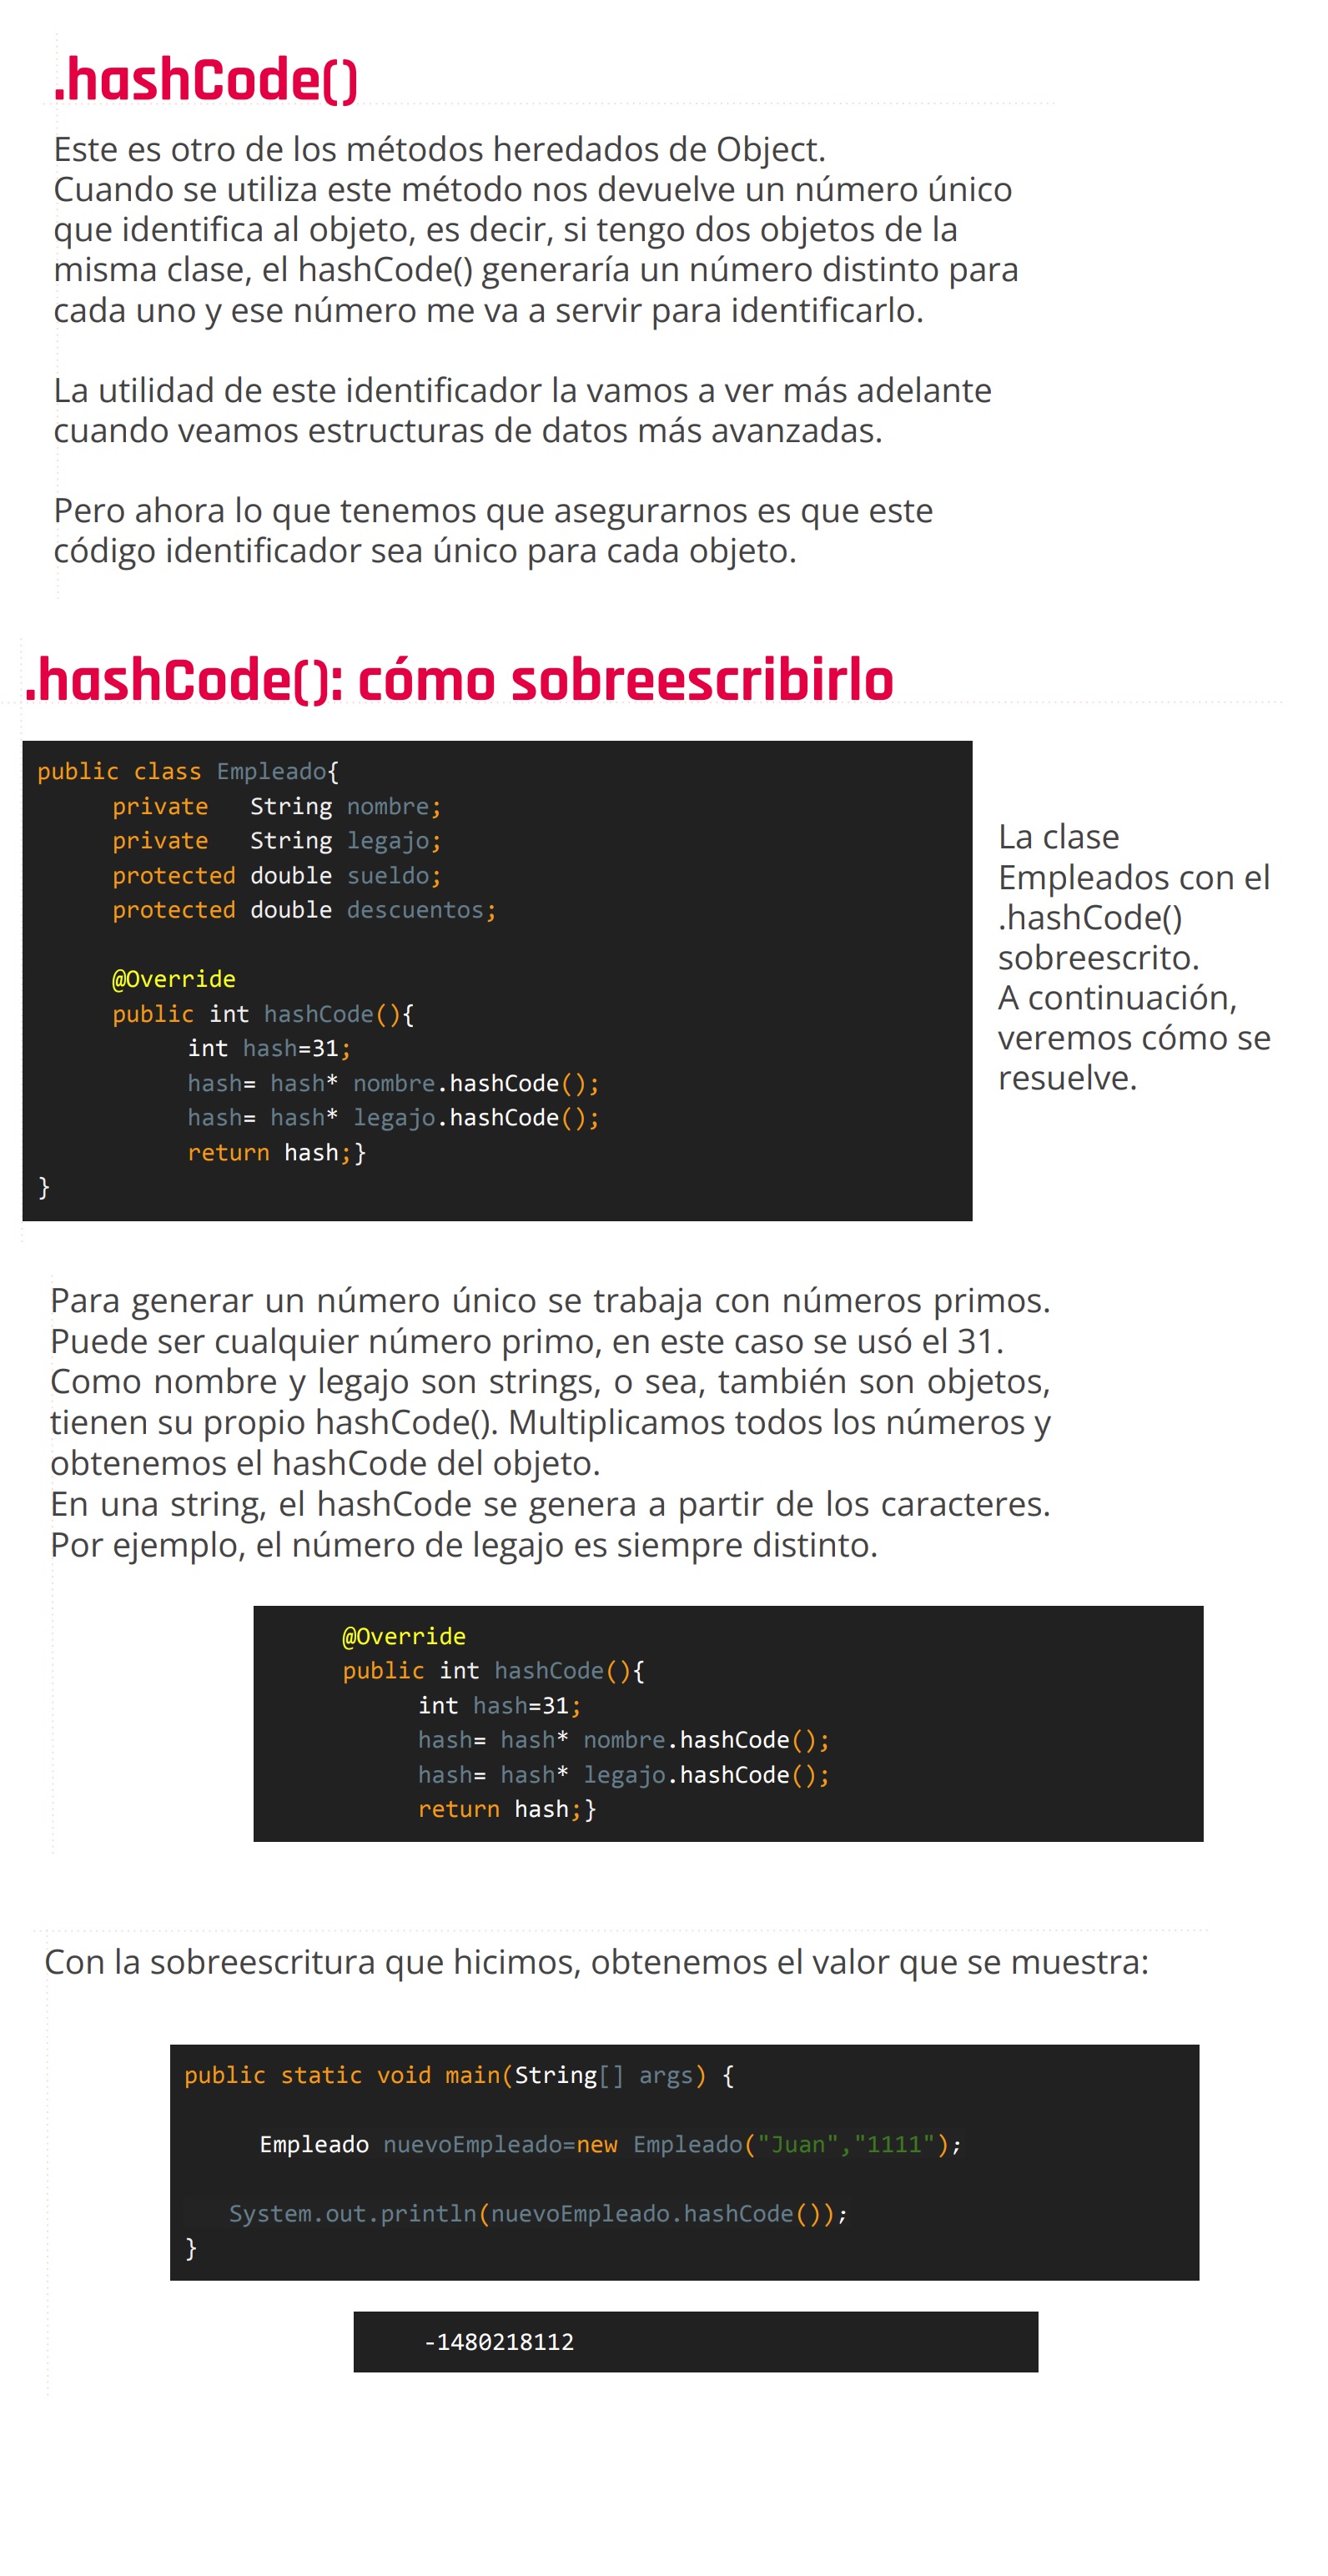 .hashCode()
Este es otro de los métodos heredados de Object.
Cuando se utiliza este método nos devuelve un número único
que identifica al objeto, es decir, si tengo dos objetos de la
misma clase, el hashCode() generaría un número distinto para
cada uno y ese número me va a servir para identificarlo.
La utilidad de este identificador la vamos a ver más adelante
cuando veamos estructuras de datos más avanzadas.
Pero ahora lo que tenemos que asegurarnos es que este
código identificador sea único para cada objeto.
.hashCode(): cómo sobreescribirlo
public class Empleado{
private String nombre;
private String legajo;
protected double sueldo;
protected double descuentos;
@Override
public int hashCode(){
int hash=31;
hash= hash* nombre.hashCode();
hash= hash* legajo.hashCode();
return hash;}
}
La clase
Empleados con el
.hashCode()
sobreescrito.
A continuación,
veremos cómo se
resuelve.
Para generar un número único se trabaja con números primos.
Puede ser cualquier número primo, en este caso se usó el 31.
Como nombre y legajo son strings, o sea, también son objetos,
tienen su propio hashCode(). Multiplicamos todos los números y
obtenemos el hashCode del objeto.
En una string, el hashCode se genera a partir de los caracteres.
Por ejemplo, el número de legajo es siempre distinto.
@Override
public int hashCode(){
int hash=31;
hash= hash* nombre.hashCode();
hash= hash* legajo.hashCode();
return hash;}
Con la sobreescritura que hicimos, obtenemos el valor que se muestra:
public static void main(String[] args) {
Empleado nuevoEmpleado=new Empleado("Juan","1111");
System.out.println(nuevoEmpleado.hashCode());
}
-1480218112